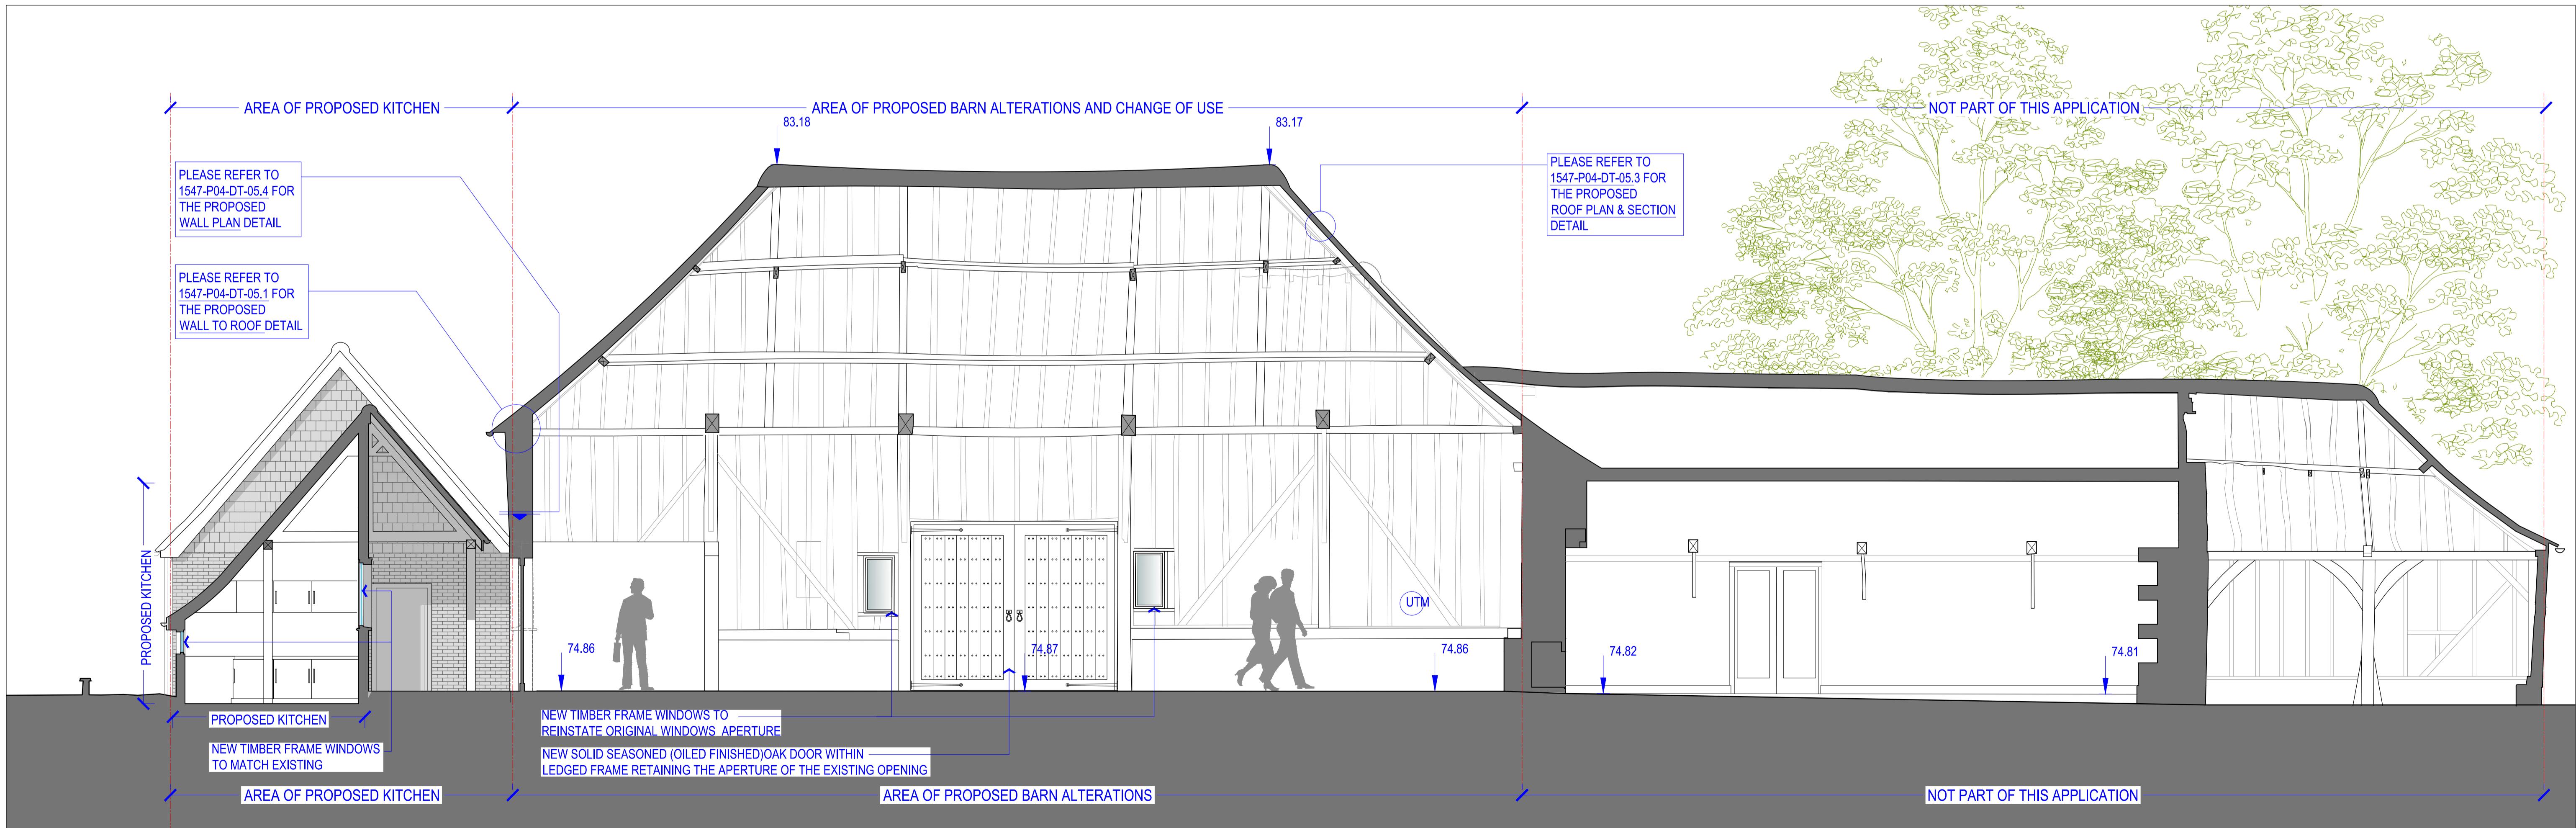 AREA OF PROPOSED KITCHEN
AREA OF PROPOSED BARN ALTERATIONS AND CHANGE OF USE
NOT PART OF THIS APPLICATION
83.18
83.17
PLEASE REFER TO
1547-P04-DT-05.4 FOR
THE PROPOSED
WALL PLAN DETAIL
PLEASE REFER TO
1547-P04-DT-05.3 FOR
THE PROPOSED
ROOF PLAN & SECTION
DETAIL
PLEASE REFER TO
1547-P04-DT-05.1 FOR
THE PROPOSED
WALL TO ROOF DETAIL
PROPOSED KITCHEN
UTM
74.86
74.87
74.86
74.82
74.81
PROPOSED KITCHEN
NEW TIMBER FRAME WINDOWS
TO MATCH EXISTING
NEW TIMBER FRAME WINDOWS TO
REINSTATE ORIGINAL WINDOWS APERTURE
NEW SOLID SEASONED (OILED FINISHED)OAK DOOR WITHIN
LEDGED FRAME RETAINING THE APERTURE OF THE EXISTING OPENING
AREA OF PROPOSED KITCHEN
AREA OF PROPOSED BARN ALTERATIONS
NOT PART OF THIS APPLICATION